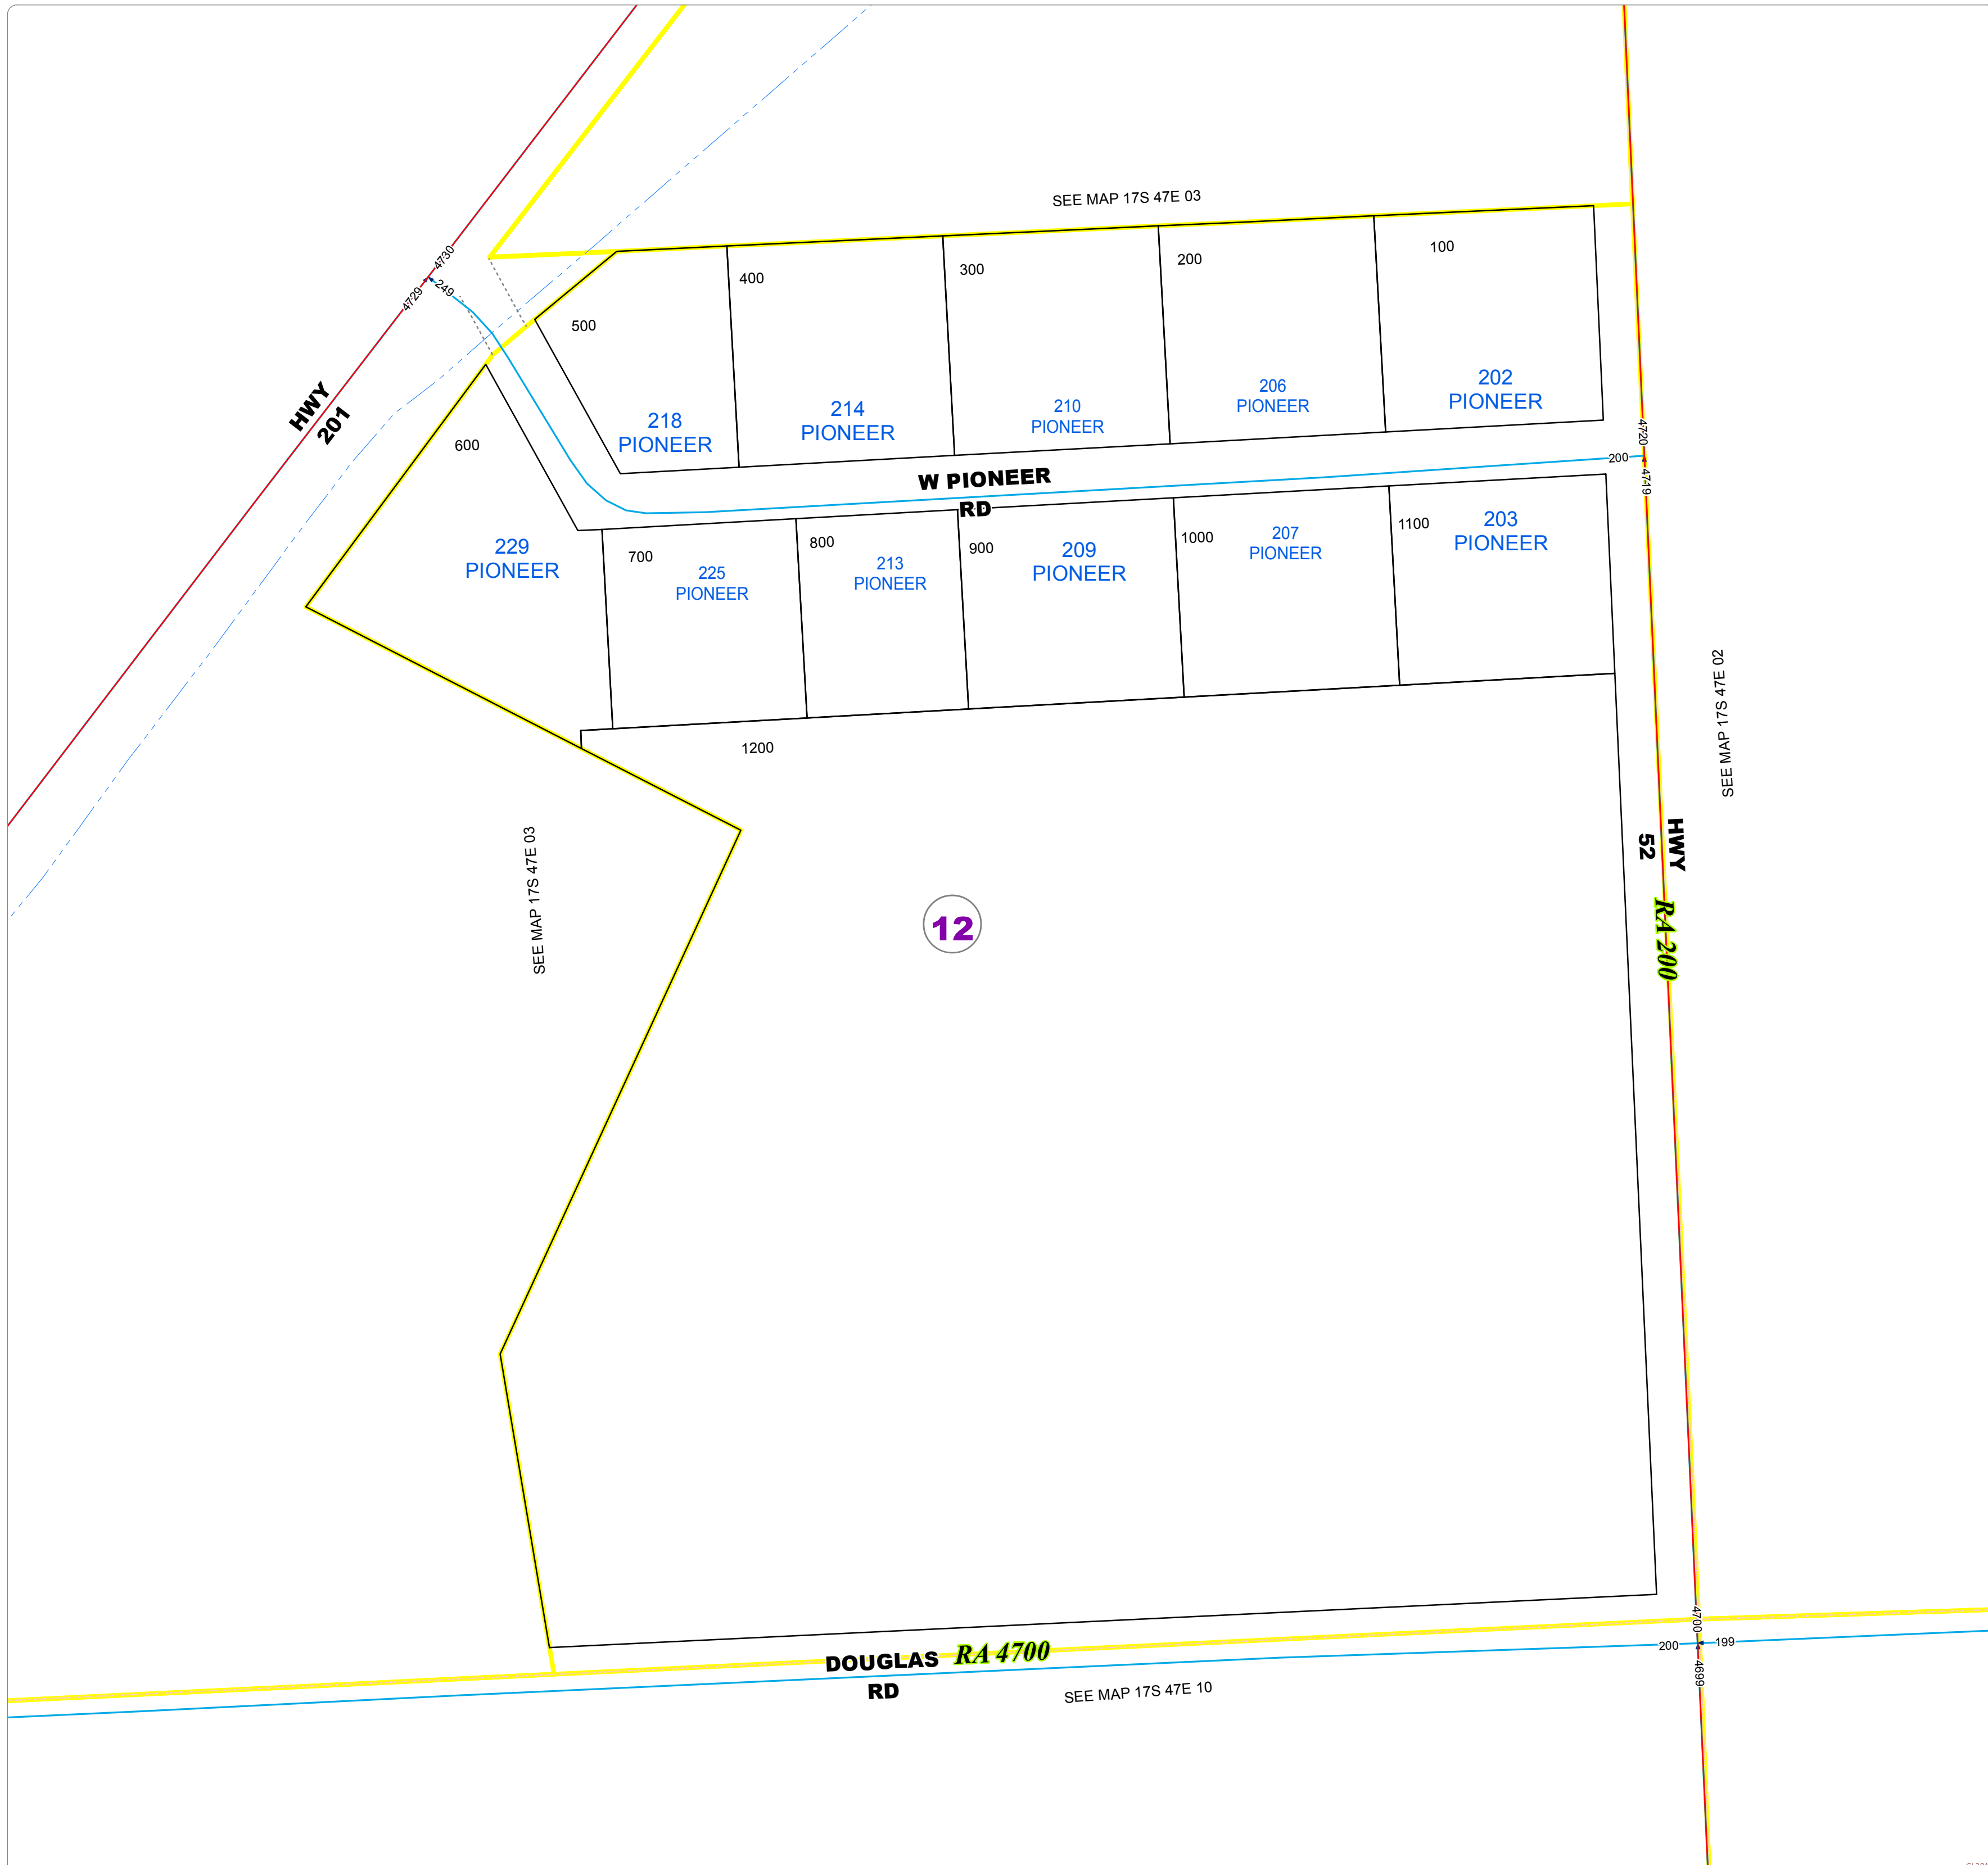 SEE MAP 17S 47E 03
4730
4729
249
HWY
201
100
200
300
400
500
600
202
PIONEER
206
PIONEER
210
PIONEER
214
PIONEER
218
PIONEER
W PIONEER
RD
4720
200
4719
229
PIONEER
700
225
PIONEER
800
213
PIONEER
900
209
PIONEER
1000
207
PIONEER
1100
203
PIONEER
1200
SEE MAP 17S 47E 02
SEE MAP 17S 47E 03
HWY
52
RA 200
12
DOUGLAS
RD
RA 4700
SEE MAP 17S 47E 10
4700
200
199
4699